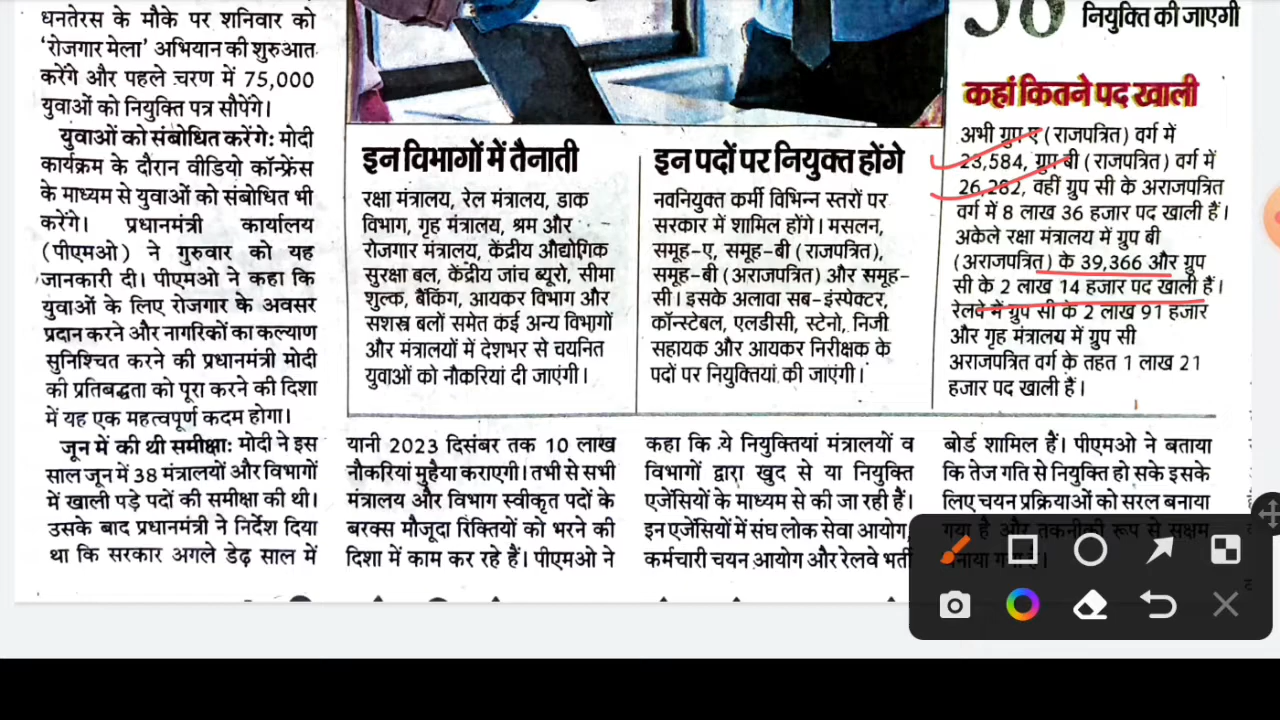 धनतेरस के मौके पर शनिवार को
'रोजगार मेला' अभियान की शुरुआत
करेंगे और पहले चरण में 75,000
युवाओं को नियुक्ति पत्र सौपेंगे।
युवाओं को संबोधित करेंगे: मोदी
कार्यक्रम के दौरान वीडियो कॉन्फ्रेंस
के माध्यम से युवाओं को संबोधित भी
करेंगे। प्रधानमंत्री कार्यालय
(पीएमओ) ने गुरुवार को यह
जानकारी दी। पीएमओ ने कहा कि
युवाओं के लिए रोजगार के अवसर
प्रदान करने और नागरिकों का कल्याण
सुनिश्चित करने की प्रधानमंत्री मोदी
की प्रतिबद्धता को पूरा करने की दिशा
में यह एक महत्वपूर्ण कदम होगा।
जून में की थी समीक्षा: मोदी ने इस
साल जून में 38 मंत्रालयों और विभागों
में खाली पड़े पदों की समीक्षा की थी।
उसके बाद प्रधानमंत्री ने निर्देश दिया
था कि सरकार अगले डेढ़ साल में
इन विभागों में तैनाती
रक्षा मंत्रालय, रेल मंत्रालय, डाक
विभाग, गृह मंत्रालय, श्रम और
रोजगार मंत्रालय, केंद्रीय औद्योगिक
सुरक्षा बल, केंद्रीय जांच ब्यूरो, सीमा
शुल्क, बैंकिंग, आयकर विभाग और
सशस्त्र बलों समेत कई अन्य विभागों
और मंत्रालयों में देशभर से चयनित
युवाओं को नौकरियां दी जाएंगी।
इन पदों पर नियुक्त होंगे
नवनियुक्त कर्मी विभिन्न स्तरों पर
सरकार में शामिल होंगे। मसलन,
समूह-ए, समूह-बी (राजपत्रित),
समूह-बी (अराजपत्रित) और समूह-
सी। इसके अलावा सब-इंस्पेक्टर,
कॉन्स्टेबल, एलडीसी, स्टेनो, निजी
सहायक और आयकर निरीक्षक के
पदों पर नियुक्तियां की जाएंगी।
नियुक्ति की जाएगी
कहां कितने पद खाली
अभी ग्रुप ए (राजपत्रित) वर्ग में
23,584, ग्रुप बी (राजपत्रित) वर्ग में
26,282, वहीं ग्रुप सी के अराजपत्रित
वर्ग में 8 लाख 36 हजार पद खाली हैं।
अकेले रक्षा मंत्रालय में ग्रुप बी
(अराजपत्रित) के 39,366 और ग्रुप
सी के 2 लाख 14 हजार पद खाली हैं।
रेलवे में ग्रुप सी के 2 लाख 91 हजार
और गृह मंत्रालय में ग्रुप सी
अराजपत्रित वर्ग के तहत 1 लाख 21
हजार पद खाली हैं।
यानी 2023 दिसंबर तक 10 लाख
नौकरियां मुहैया कराएगी। तभी से सभी
मंत्रालय और विभाग स्वीकृत पदों के
बरक्स मौजूदा रिक्तियों को भरने की
दिशा में काम कर रहे हैं। पीएमओ ने
कहा कि ये नियुक्तियां मंत्रालयों व
विभागों द्वारा खुद से या नियुक्ति
एजेंसियों के माध्यम से की जा रही हैं।
इन एजेंसियों में संघ लोक सेवा आयोग,
कर्मचारी चयन आयोग और रेलवे भर्ती
बोर्ड शामिल हैं। पीएमओ ने बताया
कि तेज गति से नियुक्ति हो सके इसके
लिए चयन प्रक्रियाओं को सरल बनाया
गया है और तकनीकी रूप से सक्षम
बनाया गया है।